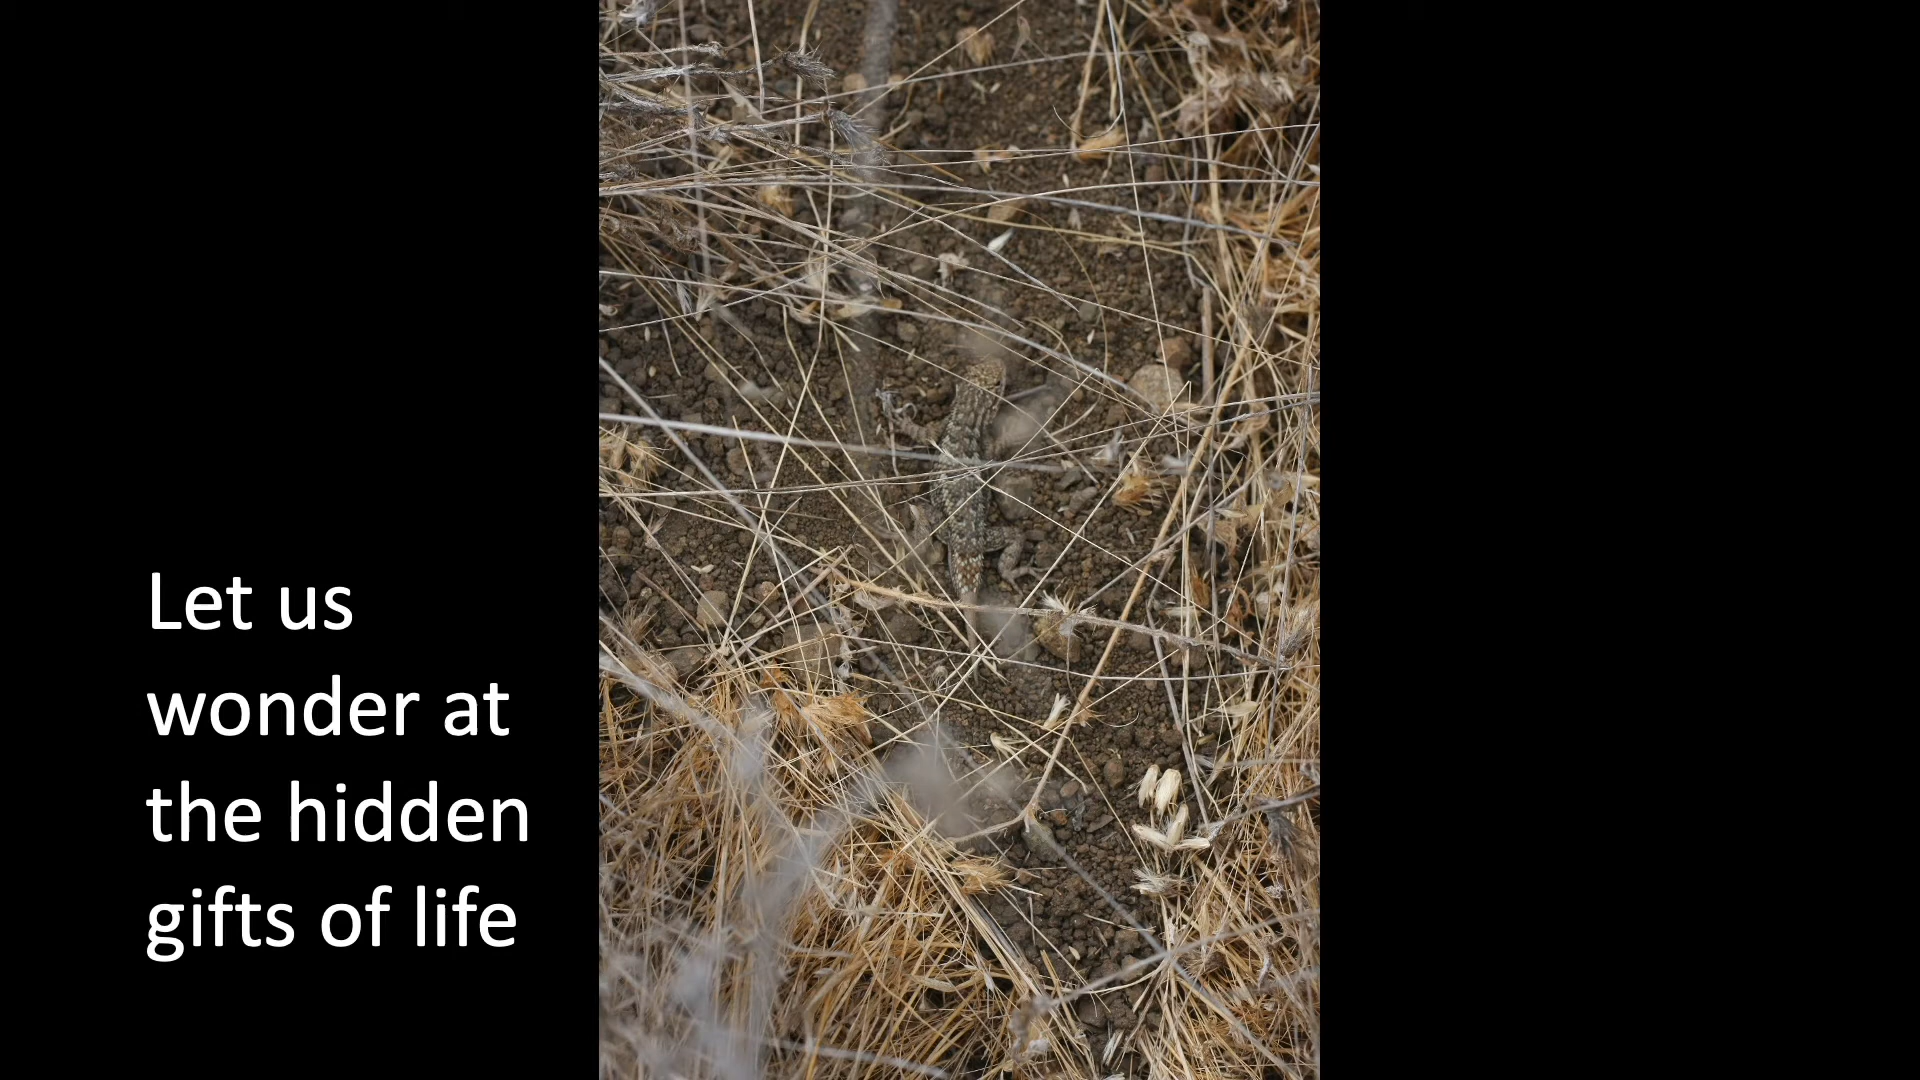 Let us
wonder at
the hidden
gifts of life